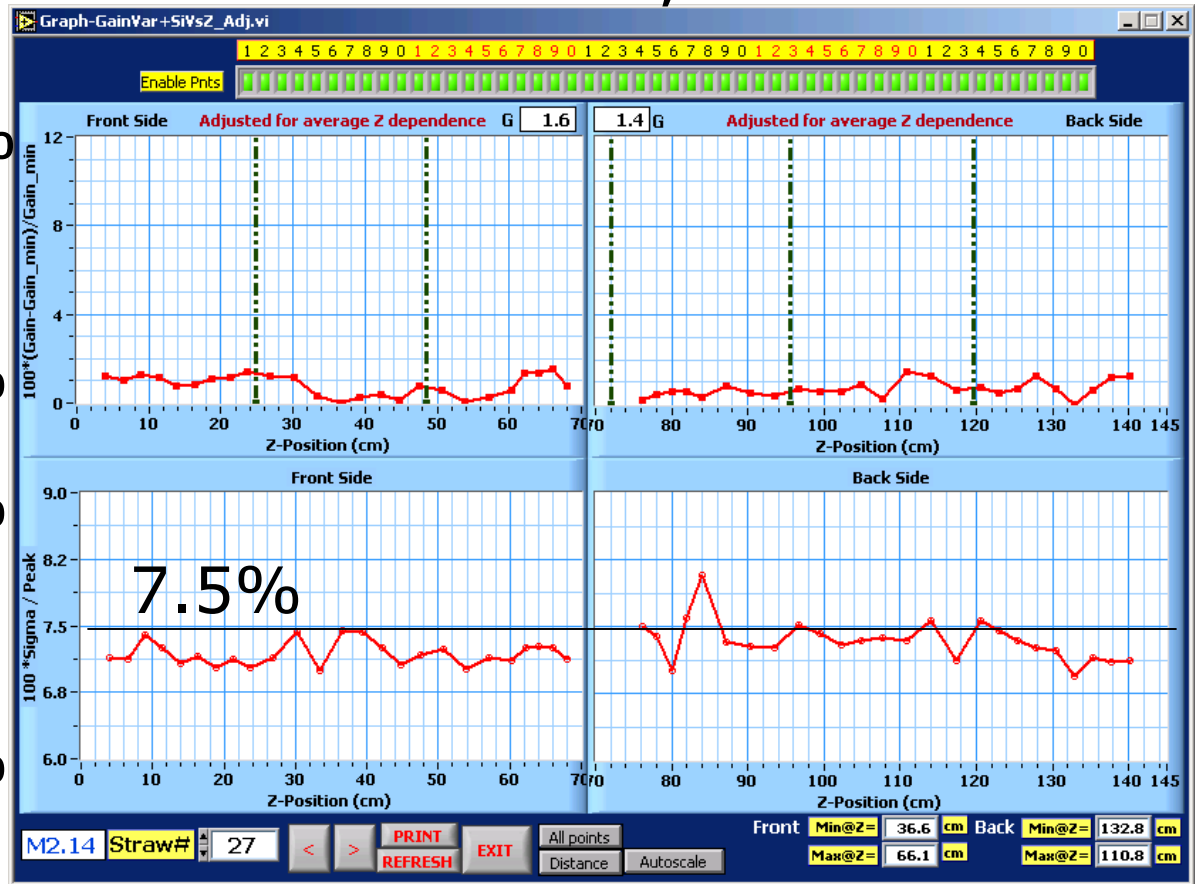 Graph-GainVar+SiVsZ_Adj.vi
1 2 3 4 5 6 7 8 9 0 1 2 3 4 5 6 7 8 9 0 1 2 3 4 5 6 7 8 9 0 1 2 3 4 5 6 7 8 9 0 1 2 3 4 5 6 7 8 9 0
Enable Pnts
Front Side Adjusted for average Z dependence G 1.6
1.4 G Adjusted for average Z dependence Back Side
100*(Gain-Gain_min)/Gain_min
12
8
4
0
0 10 20 30 40 50 60 70
Z-Position (cm)
70 80 90 100 110 120 130 140 145
Z-Position (cm)
Front Side
Back Side
100 *Sigma / Peak
9.0
8.2
7.5
6.8
6.0
7.5%
0 10 20 30 40 50 60 70
Z-Position (cm)
70 80 90 100 110 120 130 140 145
Z-Position (cm)
M2.14 Straw# 27 < > PRINT REFRESH EXIT All points Distance Autoscale
Front Min@Z= 36.6 cm Back Min@Z= 132.8 cm
Max@Z= 66.1 cm Max@Z= 110.8 cm